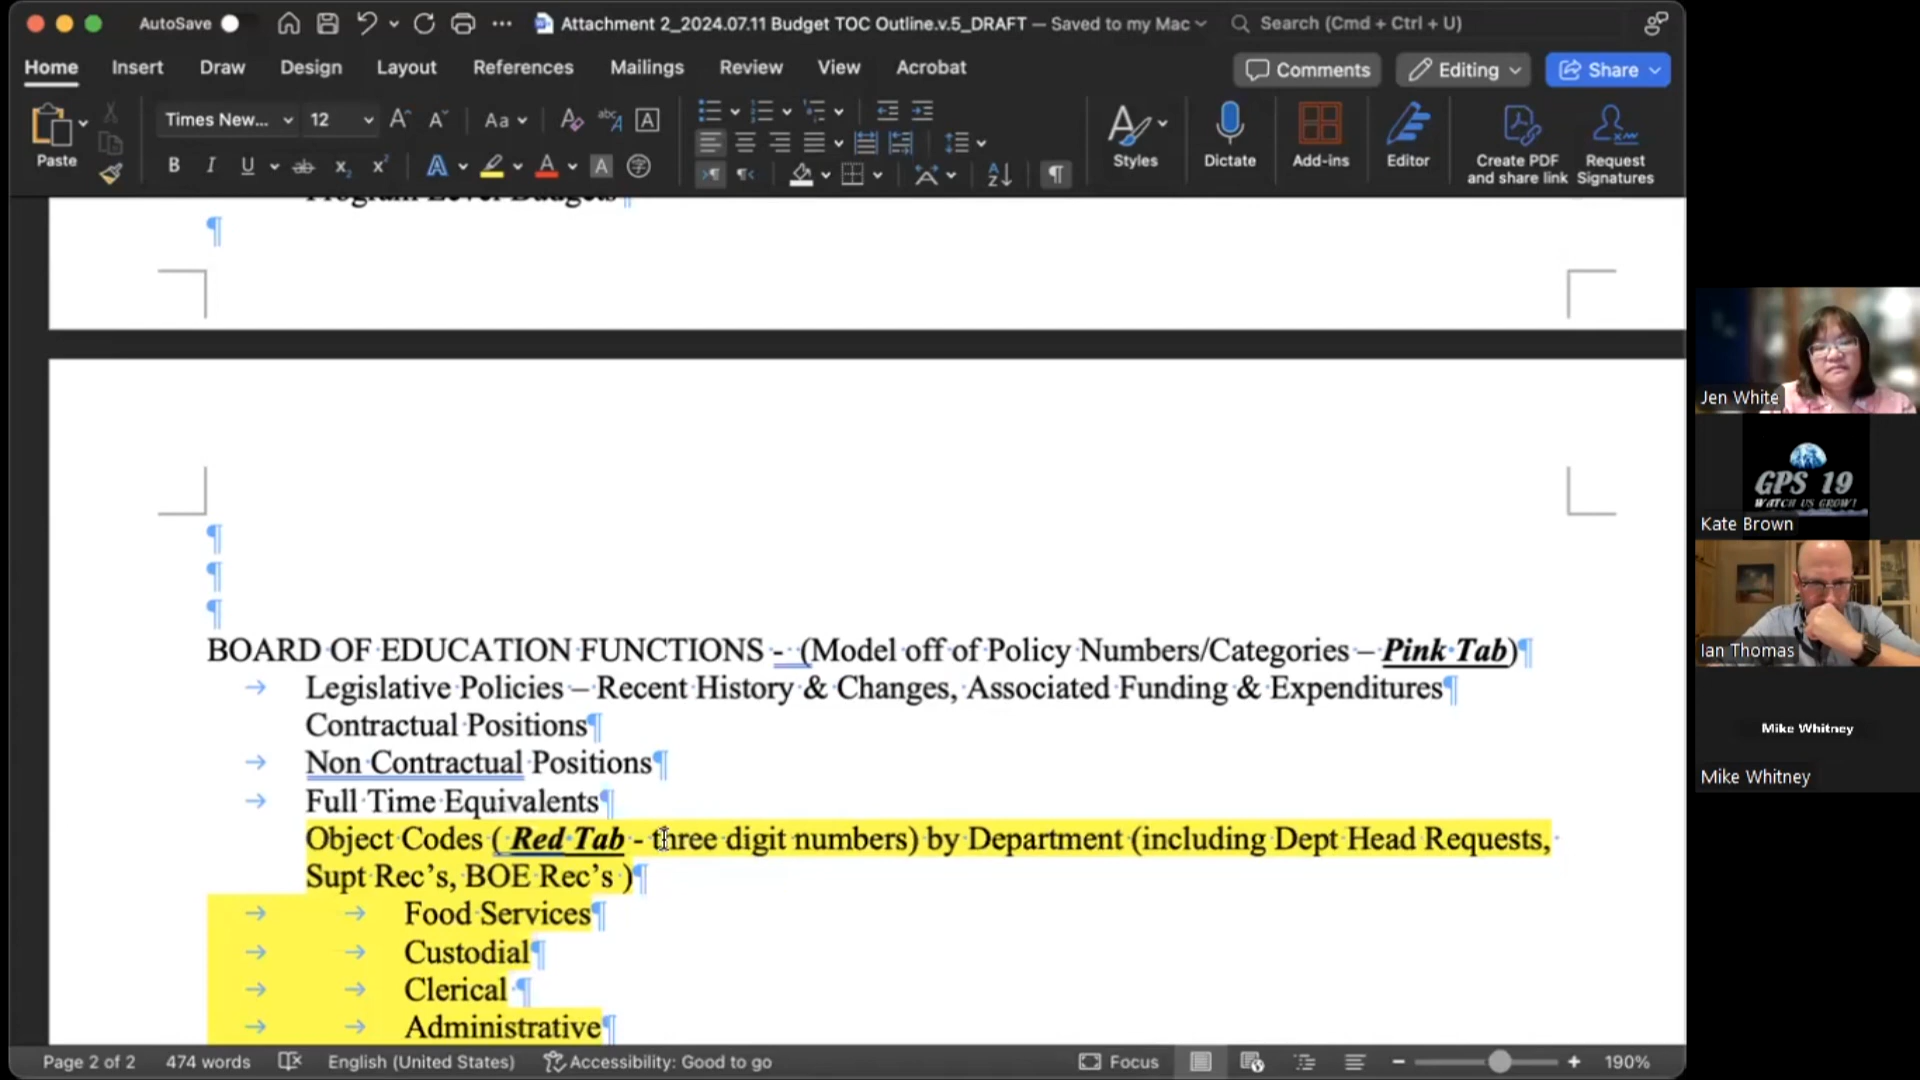 AutoSave
Attachment 2_2024.07.11 Budget TOC Outline.v.5_DRAFT — Saved to my Mac
Search (Cmd + Ctrl + U)
Home Insert Draw Design Layout References Mailings Review View Acrobat
Comments Editing Share
Paste
Times New... 12
Styles Dictate Add-ins Editor Create PDF and share link Request Signatures
Program Level Budgets¶
¶
¶
¶
¶
BOARD OF EDUCATION FUNCTIONS - (Model off of Policy Numbers/Categories – Pink Tab)¶
Legislative Policies – Recent History & Changes, Associated Funding & Expenditures¶
Contractual Positions¶
Non Contractual Positions¶
Full Time Equivalents¶
Object Codes ( Red Tab - three digit numbers) by Department (including Dept Head Requests,
Supt Rec’s, BOE Rec’s )¶
Food Services¶
Custodial¶
Clerical ¶
Administrative¶
Page 2 of 2 474 words English (United States) Accessibility: Good to go Focus 190%
Jen White
GPS 19
WATCH US GROW!
Kate Brown
Ian Thomas
Mike Whitney
Mike Whitney